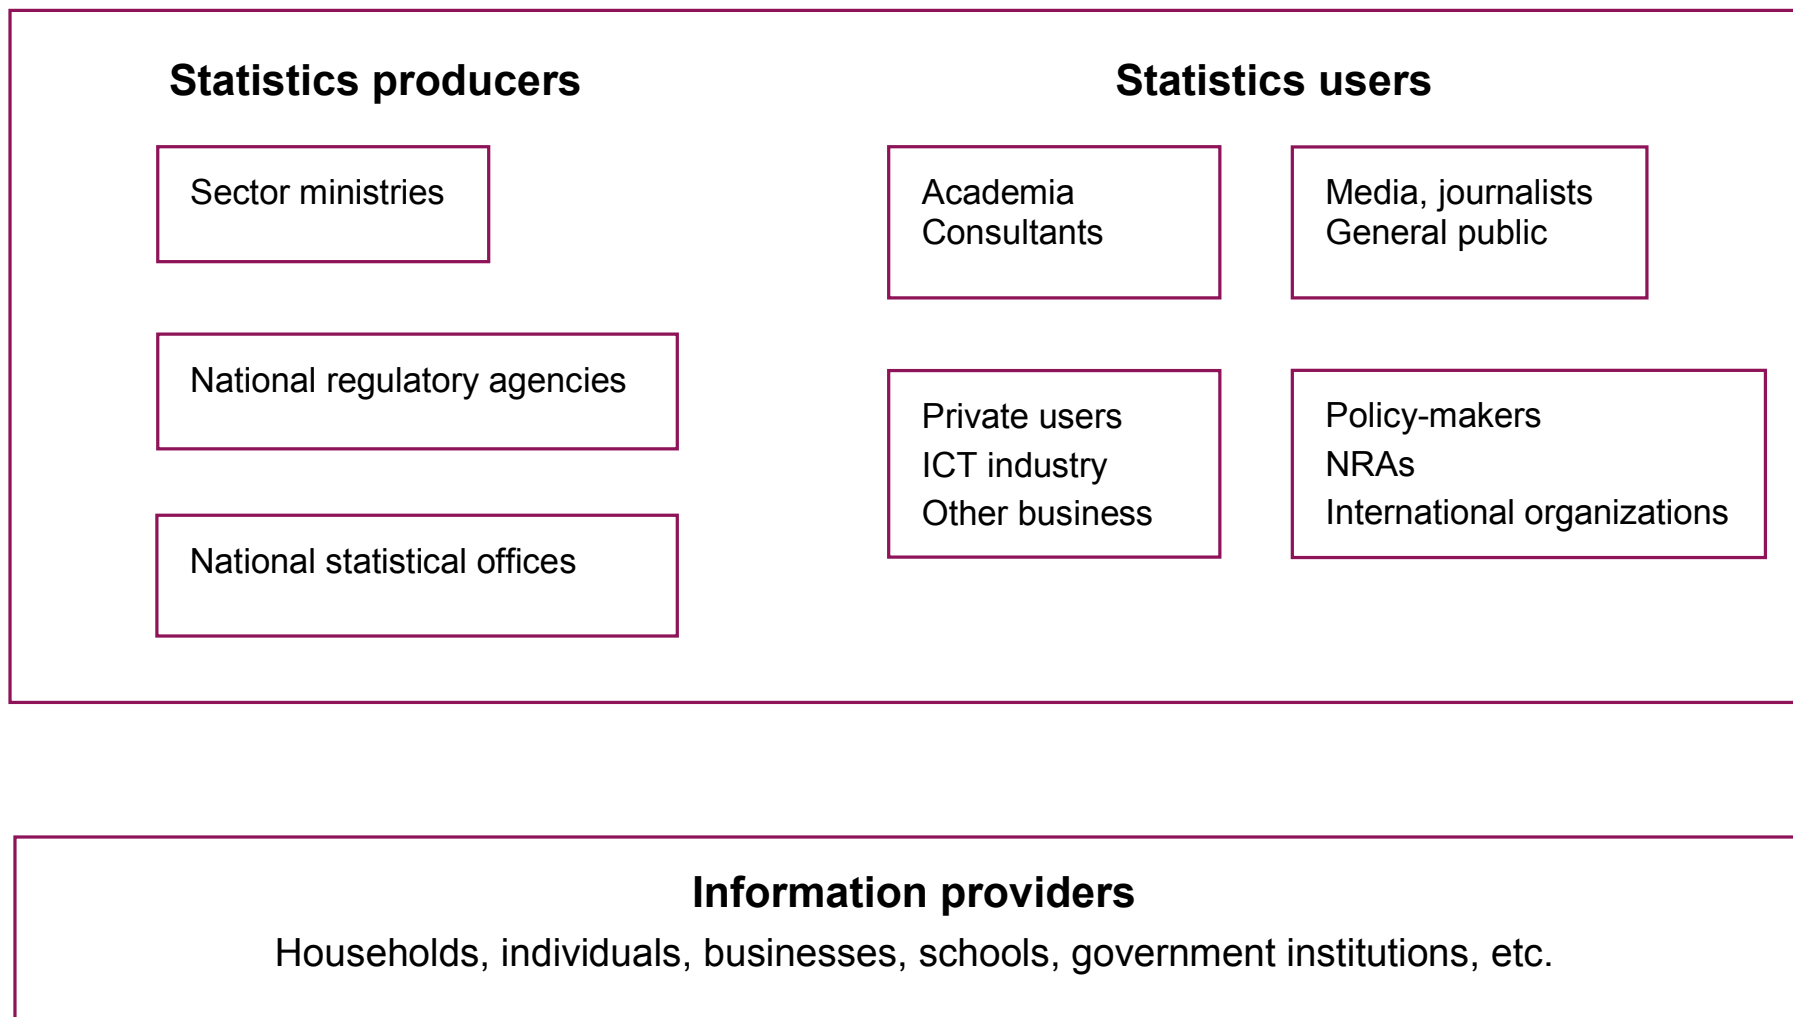 Statistics producers
Sector ministries
National regulatory agencies
National statistical offices
Statistics users
Academia
Consultants
Media, journalists
General public
Private users
ICT industry
Other business
Policy-makers
NRAs
International organizations
Information providers
Households, individuals, businesses, schools, government institutions, etc.